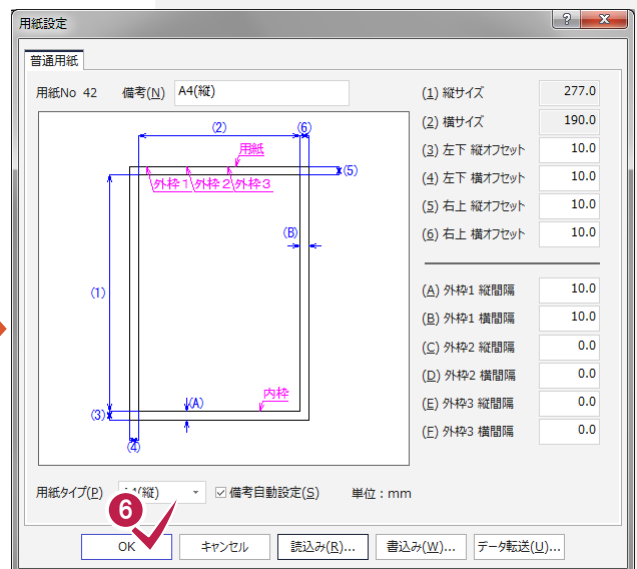 用紙設定
普通用紙
用紙No 42 備考(N) A4(縦)
(1) 縦サイズ 277.0
(2) 横サイズ 190.0
(3) 左下 縦オフセット 10.0
(4) 左下 横オフセット 10.0
(5) 右上 縦オフセット 10.0
(6) 右上 横オフセット 10.0
(A) 外枠1 縦間隔 10.0
(B) 外枠1 横間隔 10.0
(C) 外枠2 縦間隔 0.0
(D) 外枠2 横間隔 0.0
(E) 外枠3 縦間隔 0.0
(F) 外枠3 横間隔 0.0
(2) (6)
用紙
(5)
外枠1 外枠2 外枠3
(B)
(1)
内枠
(A)
(3)
(4)
用紙タイプ(P) A4(縦) 備考自動設定(S) 単位 : mm
6
OK キャンセル 読込み(R)... 書込み(W)... データ転送(U)...